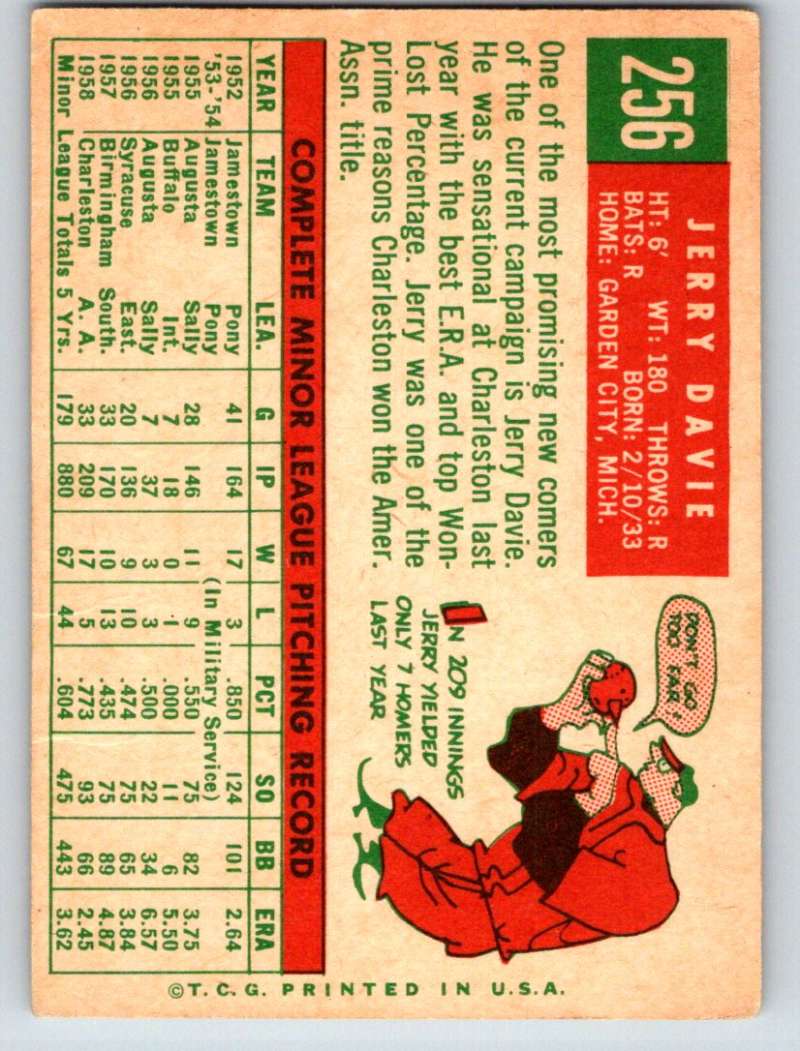 256
JERRY DAVIE
HT: 6' WT: 180 THROWS: R
BATS: R BORN: 2/10/33
HOME: GARDEN CITY, MICH.
One of the most promising new comers
of the current campaign is Jerry Davie.
He was sensational at Charleston last
year with the best E.R.A. and top Won-
Lost Percentage. Jerry was one of the
prime reasons Charleston won the Amer.
Assn. title.
DON'T GO
TOO FAR!
IN 209 INNINGS
JERRY YIELDED
ONLY 7 HOMERS
LAST YEAR
COMPLETE MINOR LEAGUE PITCHING RECORD
YEAR TEAM LEA. G IP W L PCT SO BB ERA
1952 Jamestown Pony 41 164 17 3 .850 124 101 2.64
'53-'54 Jamestown Pony (In Military Service)
1955 Augusta Sally 28 146 11 9 .550 75 82 3.75
1955 Buffalo Int. 7 18 0 1 .000 11 6 5.50
1956 Augusta Sally 7 37 3 3 .500 22 34 6.57
1956 Syracuse East. 20 136 9 10 .474 75 65 3.84
1957 Birmingham South. 33 170 10 13 .435 75 89 4.87
1958 Charleston A. A. 33 209 17 5 .773 93 66 2.45
Minor League Totals 5 Yrs. 179 880 67 44 .604 475 443 3.62
©T.C.G. PRINTED IN U.S.A.